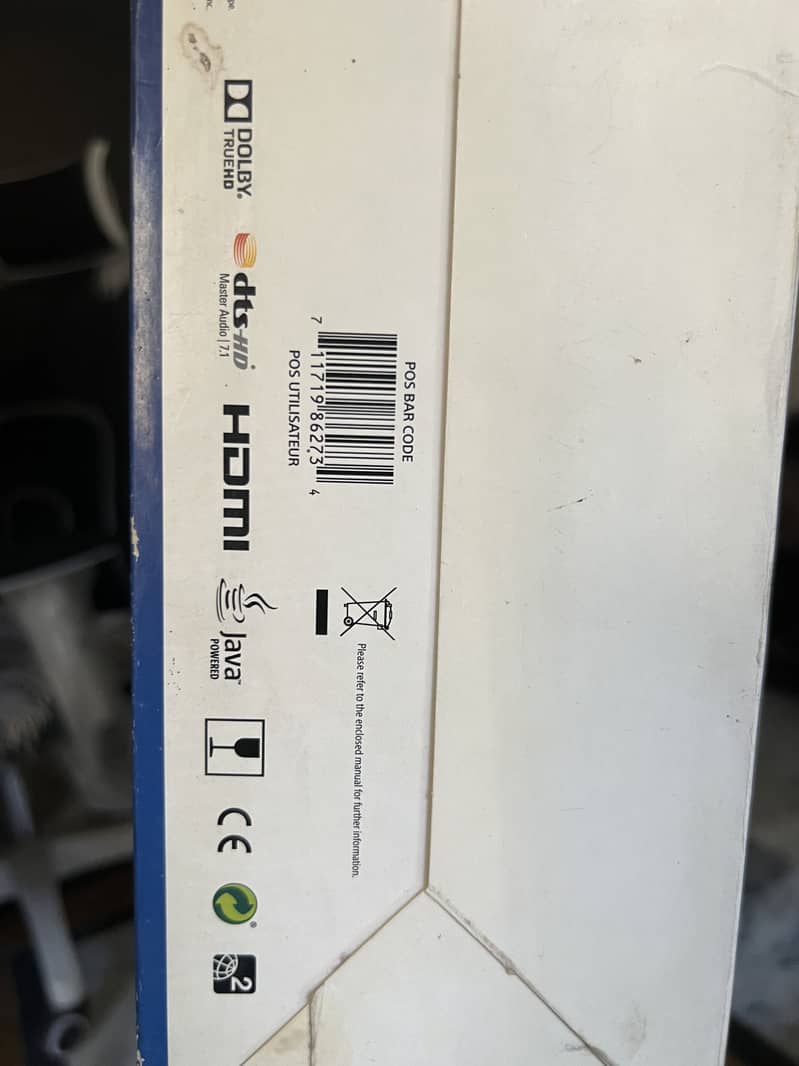 POS BAR CODE
7 11719 86273 4
POS UTILISATEUR
Please refer to the enclosed manual for further information.
DOLBY®
TRUEHD
dts-HD
Master Audio | 7.1
HDMI
Java™
POWERED
CE
2